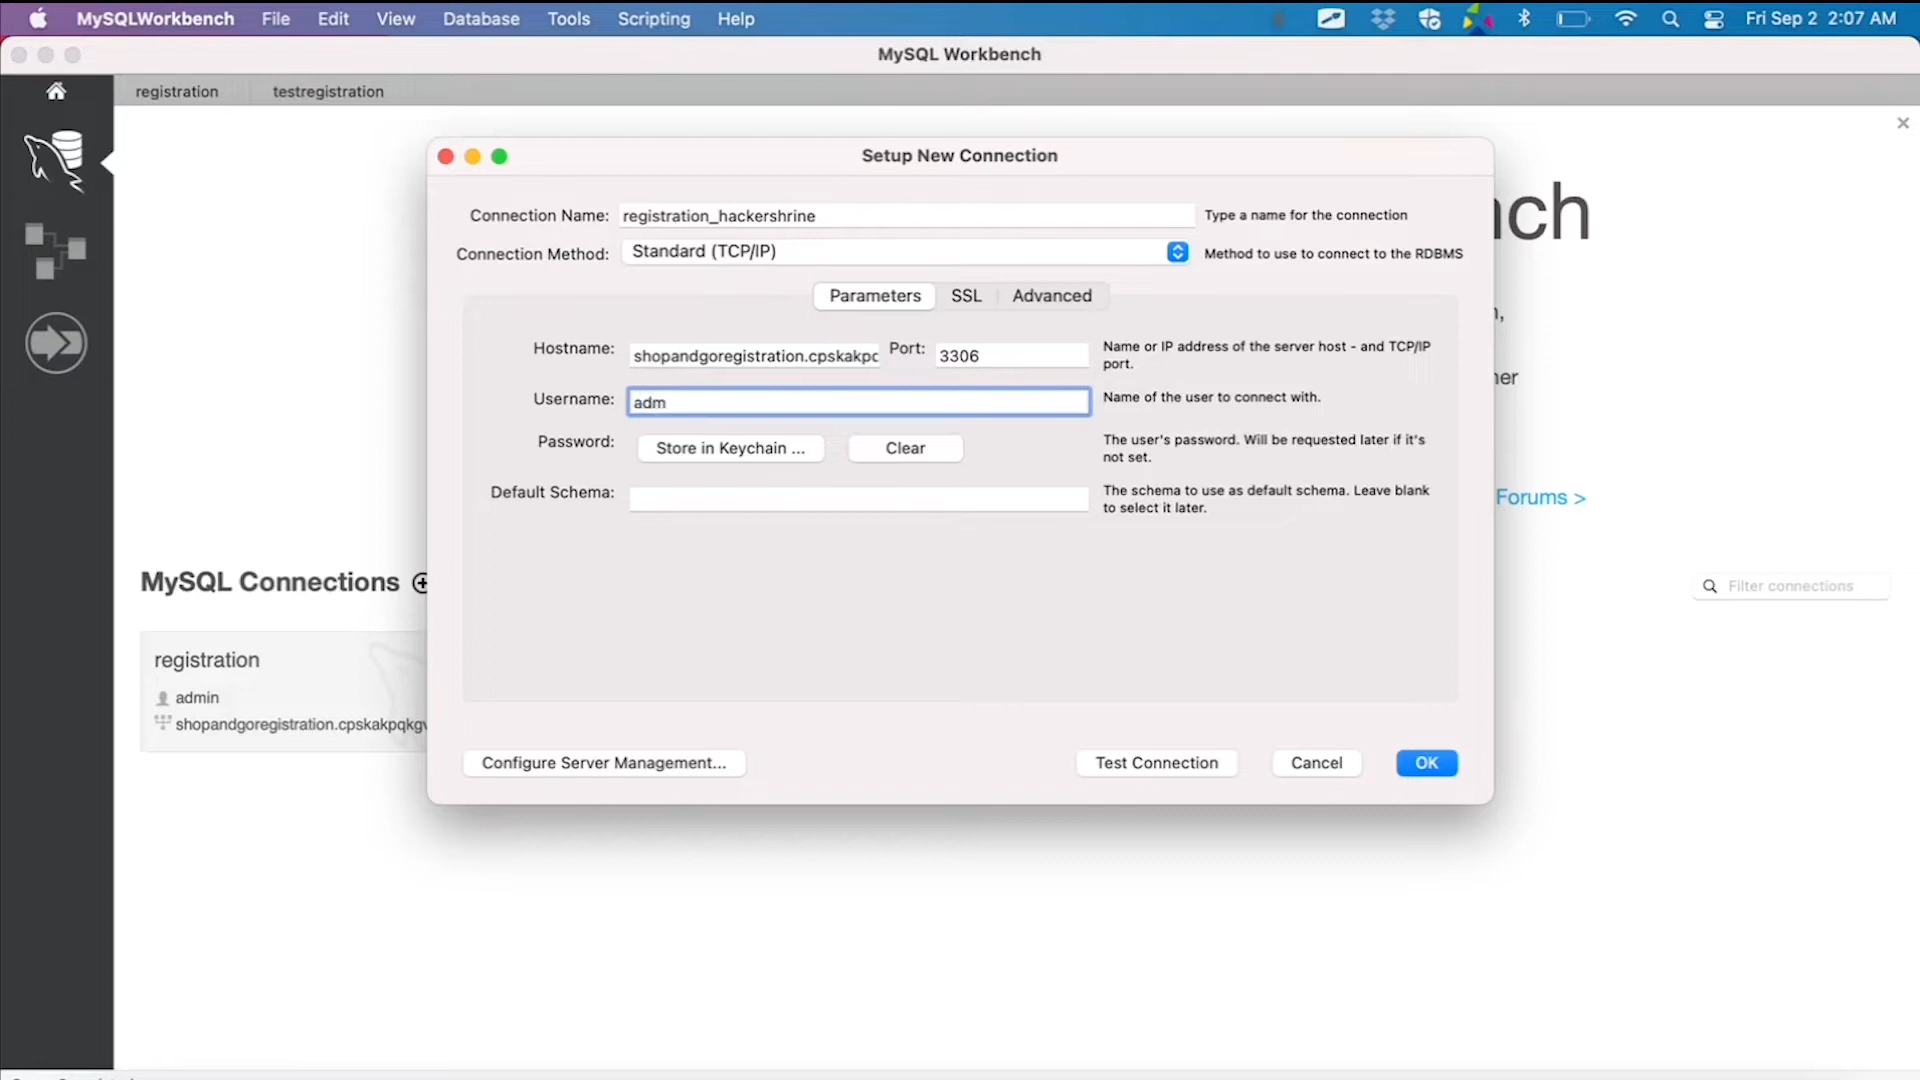 MySQLWorkbench File Edit View Database Tools Scripting Help Fri Sep 2 2:07 AM
MySQL Workbench
registration testregistration
Setup New Connection
Connection Name: registration_hackershrine Type a name for the connection
Connection Method: Standard (TCP/IP) Method to use to connect to the RDBMS
Parameters SSL Advanced
Hostname: shopandgoregistration.cpskakpc Port: 3306 Name or IP address of the server host - and TCP/IP
port.
Username: adm Name of the user to connect with.
Password: Store in Keychain ... Clear The user's password. Will be requested later if it's
not set.
Default Schema: The schema to use as default schema. Leave blank
to select it later.
Forums >
MySQL Connections Filter connections
registration
admin
shopandgoregistration.cpskakpqkgv
Configure Server Management... Test Connection Cancel OK